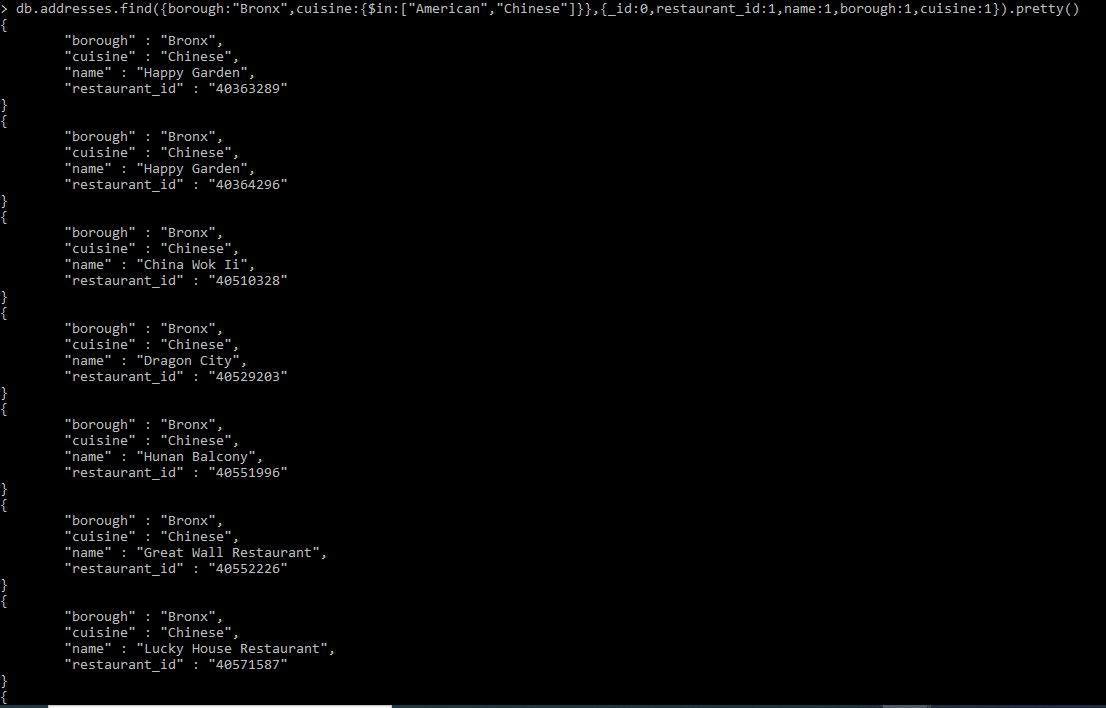 > db.addresses.find({borough:"Bronx",cuisine:{$in:["American","Chinese"]}},{_id:0,restaurant_id:1,name:1,borough:1,cuisine:1}).pretty()
{
        "borough" : "Bronx",
        "cuisine" : "Chinese",
        "name" : "Happy Garden",
        "restaurant_id" : "40363289"
}
{
        "borough" : "Bronx",
        "cuisine" : "Chinese",
        "name" : "Happy Garden",
        "restaurant_id" : "40364296"
}
{
        "borough" : "Bronx",
        "cuisine" : "Chinese",
        "name" : "China Wok Ii",
        "restaurant_id" : "40510328"
}
{
        "borough" : "Bronx",
        "cuisine" : "Chinese",
        "name" : "Dragon City",
        "restaurant_id" : "40529203"
}
{
        "borough" : "Bronx",
        "cuisine" : "Chinese",
        "name" : "Hunan Balcony",
        "restaurant_id" : "40551996"
}
{
        "borough" : "Bronx",
        "cuisine" : "Chinese",
        "name" : "Great Wall Restaurant",
        "restaurant_id" : "40552226"
}
{
        "borough" : "Bronx",
        "cuisine" : "Chinese",
        "name" : "Lucky House Restaurant",
        "restaurant_id" : "40571587"
}
{